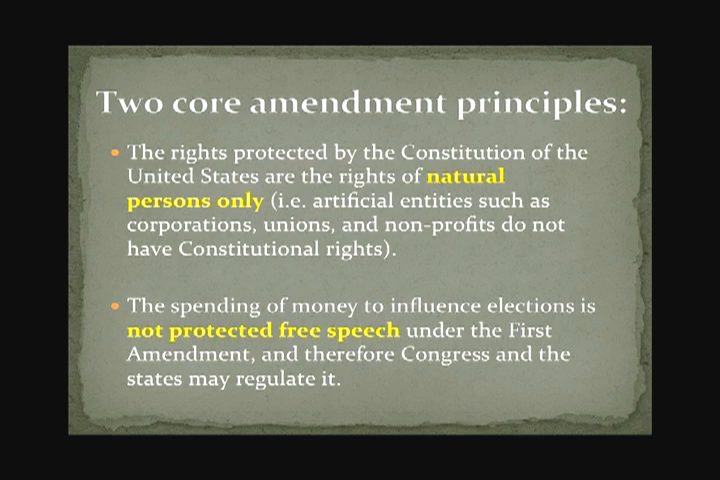 Two core amendment principles:
• The rights protected by the Constitution of the
United States are the rights of natural
persons only (i.e. artificial entities such as
corporations, unions, and non-profits do not
have Constitutional rights).
• The spending of money to influence elections is
not protected free speech under the First
Amendment, and therefore Congress and the
states may regulate it.